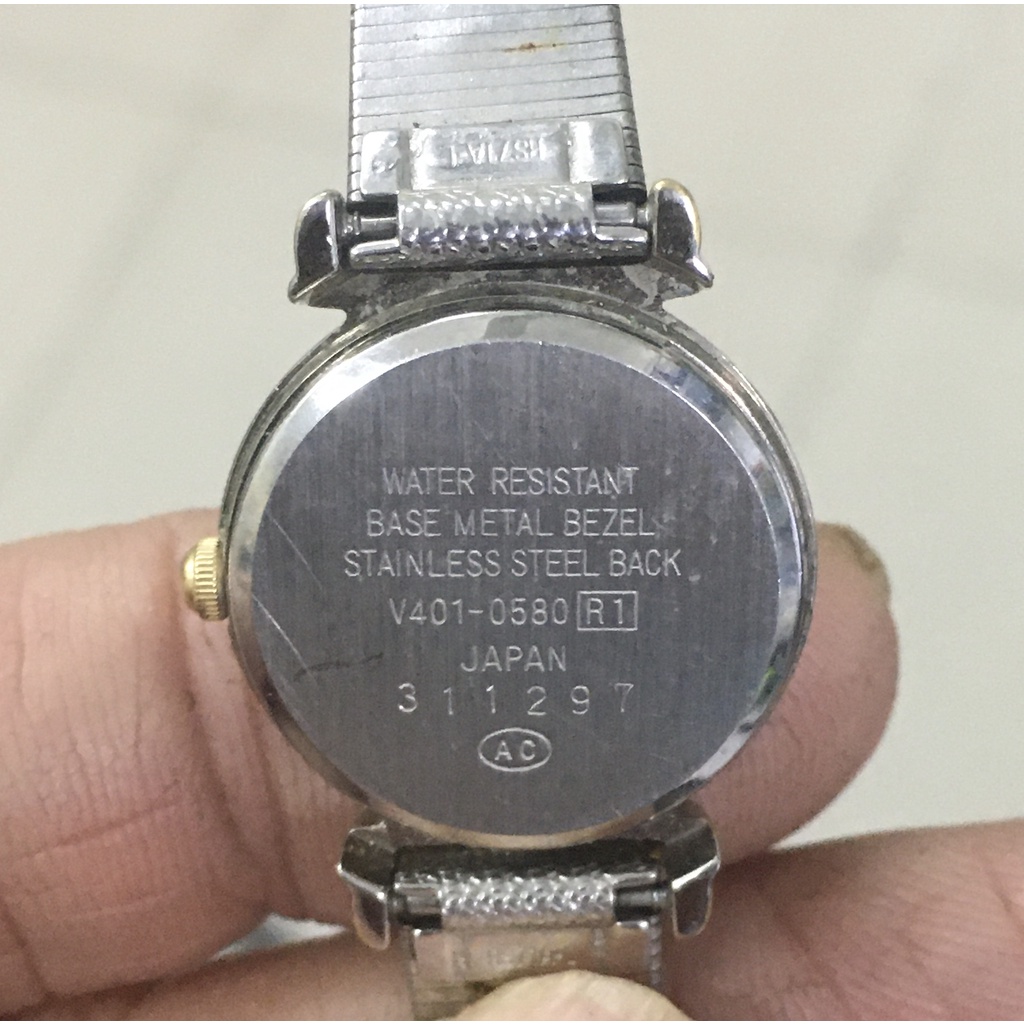 WATER RESISTANT
BASE METAL BEZEL
STAINLESS STEEL BACK
V401-0580 R1
JAPAN
311297
AC